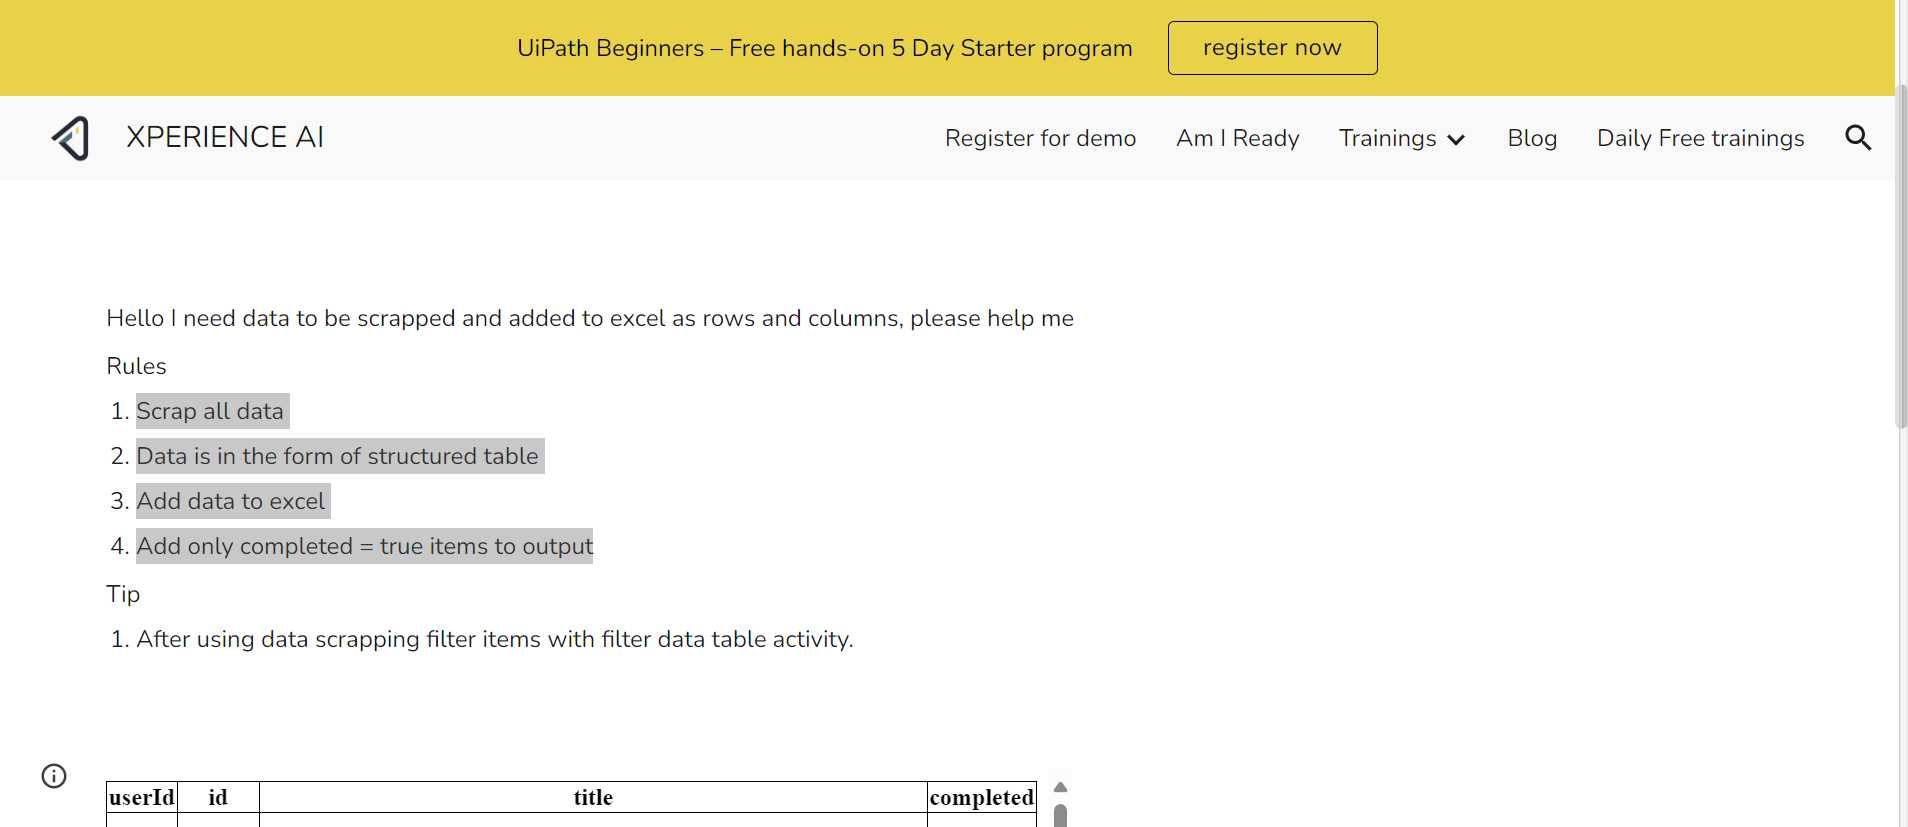 UiPath Beginners – Free hands-on 5 Day Starter program
register now
XPERIENCE AI
Register for demo
Am I Ready
Trainings
Blog
Daily Free trainings
Hello I need data to be scrapped and added to excel as rows and columns, please help me
Rules
1. Scrap all data
2. Data is in the form of structured table
3. Add data to excel
4. Add only completed = true items to output
Tip
1. After using data scrapping filter items with filter data table activity.
userId id title completed